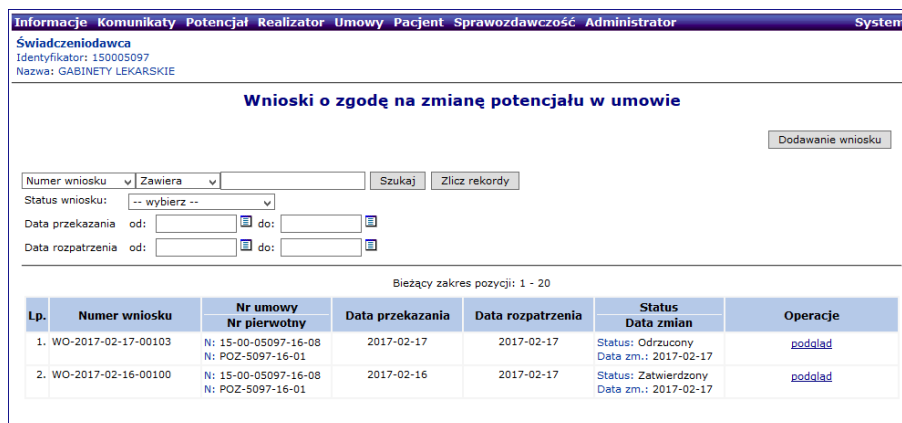 Informacje Komunikaty Potencjał Realizator Umowy Pacjent Sprawozdawczość Administrator System
Świadczeniodawca
Identyfikator: 150005097
Nazwa: GABINETY LEKARSKIE
Wnioski o zgodę na zmianę potencjału w umowie
Dodawanie wniosku
Numer wniosku Zawiera Szukaj Zlicz rekordy
Status wniosku: -- wybierz --
Data przekazania od: do:
Data rozpatrzenia od: do:
Bieżący zakres pozycji: 1 - 20
Lp. Numer wniosku Nr umowy Nr pierwotny Data przekazania Data rozpatrzenia Status Data zmian Operacje
1. WO-2017-02-17-00103 N: 15-00-05097-16-08 2017-02-17 2017-02-17 Status: Odrzucony podgląd
N: POZ-5097-16-01 Data zm.: 2017-02-17
2. WO-2017-02-16-00100 N: 15-00-05097-16-08 2017-02-16 2017-02-17 Status: Zatwierdzony podgląd
N: POZ-5097-16-01 Data zm.: 2017-02-17